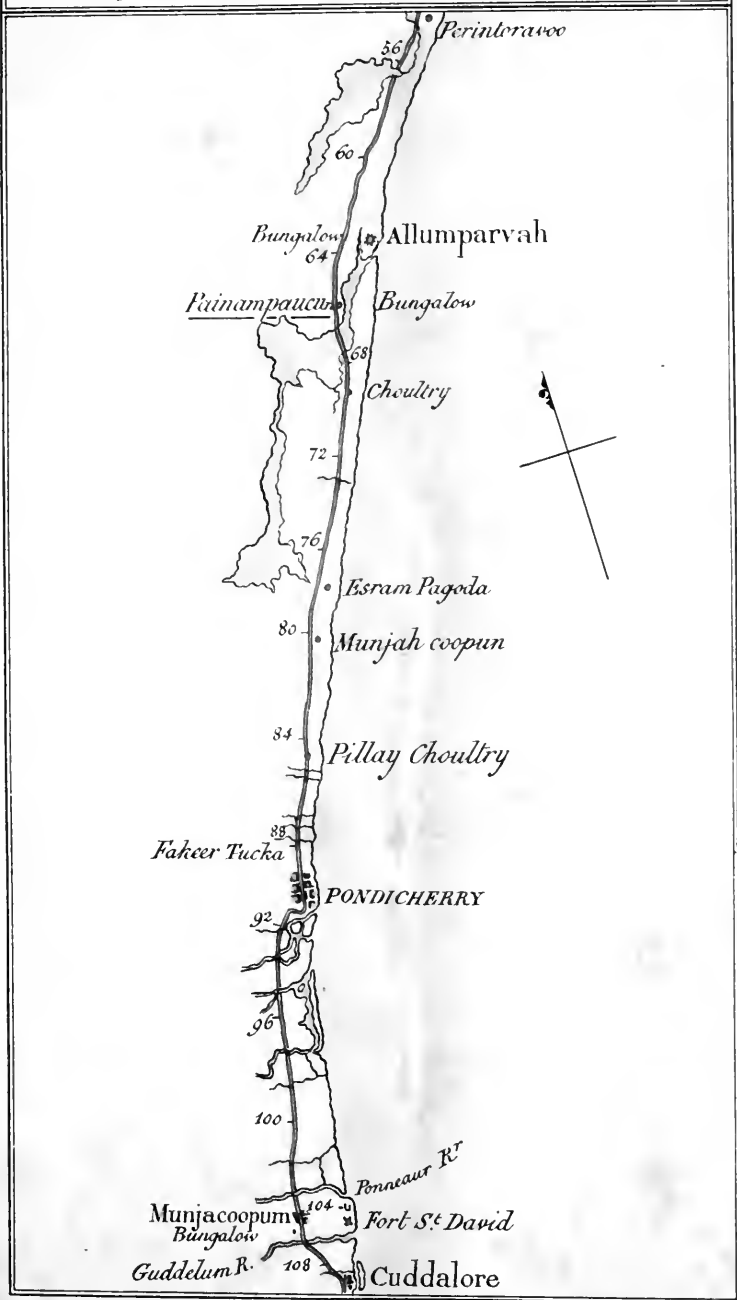 Perintoravoo
56
60
Bungalow
Allumparvah
64
Painampaucum
Bungalow
68
Choultry
72
76
Esram Pagoda
80
Munjah coopun
84
Pillay Choultry
88
Fakeer Tucka
PONDICHERRY
92
96
100
Ponneaur Rr
104
Munjacoopum
Fort St David
Bungalow
Guddelum R.
108
Cuddalore